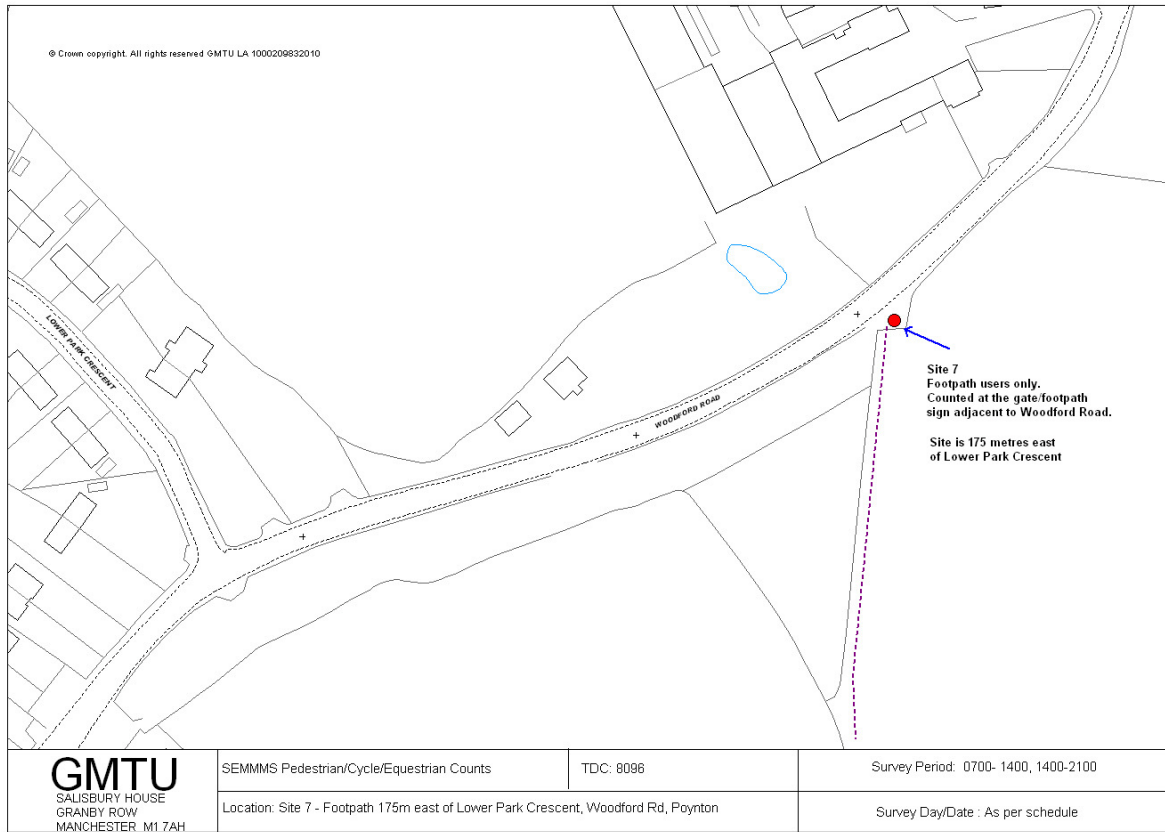 © Crown copyright. All rights reserved GMTU LA 1000209832010
LOWER PARK CRESCENT
WOODFORD ROAD
Site 7
Footpath users only.
Counted at the gate/footpath
sign adjacent to Woodford Road.
Site is 175 metres east
of Lower Park Crescent
GMTU
SALISBURY HOUSE
GRANBY ROW
MANCHESTER M1 7AH
SEMMMS Pedestrian/Cycle/Equestrian Counts
TDC: 8096
Survey Period: 0700- 1400, 1400-2100
Location: Site 7 - Footpath 175m east of Lower Park Crescent, Woodford Rd, Poynton
Survey Day/Date : As per schedule